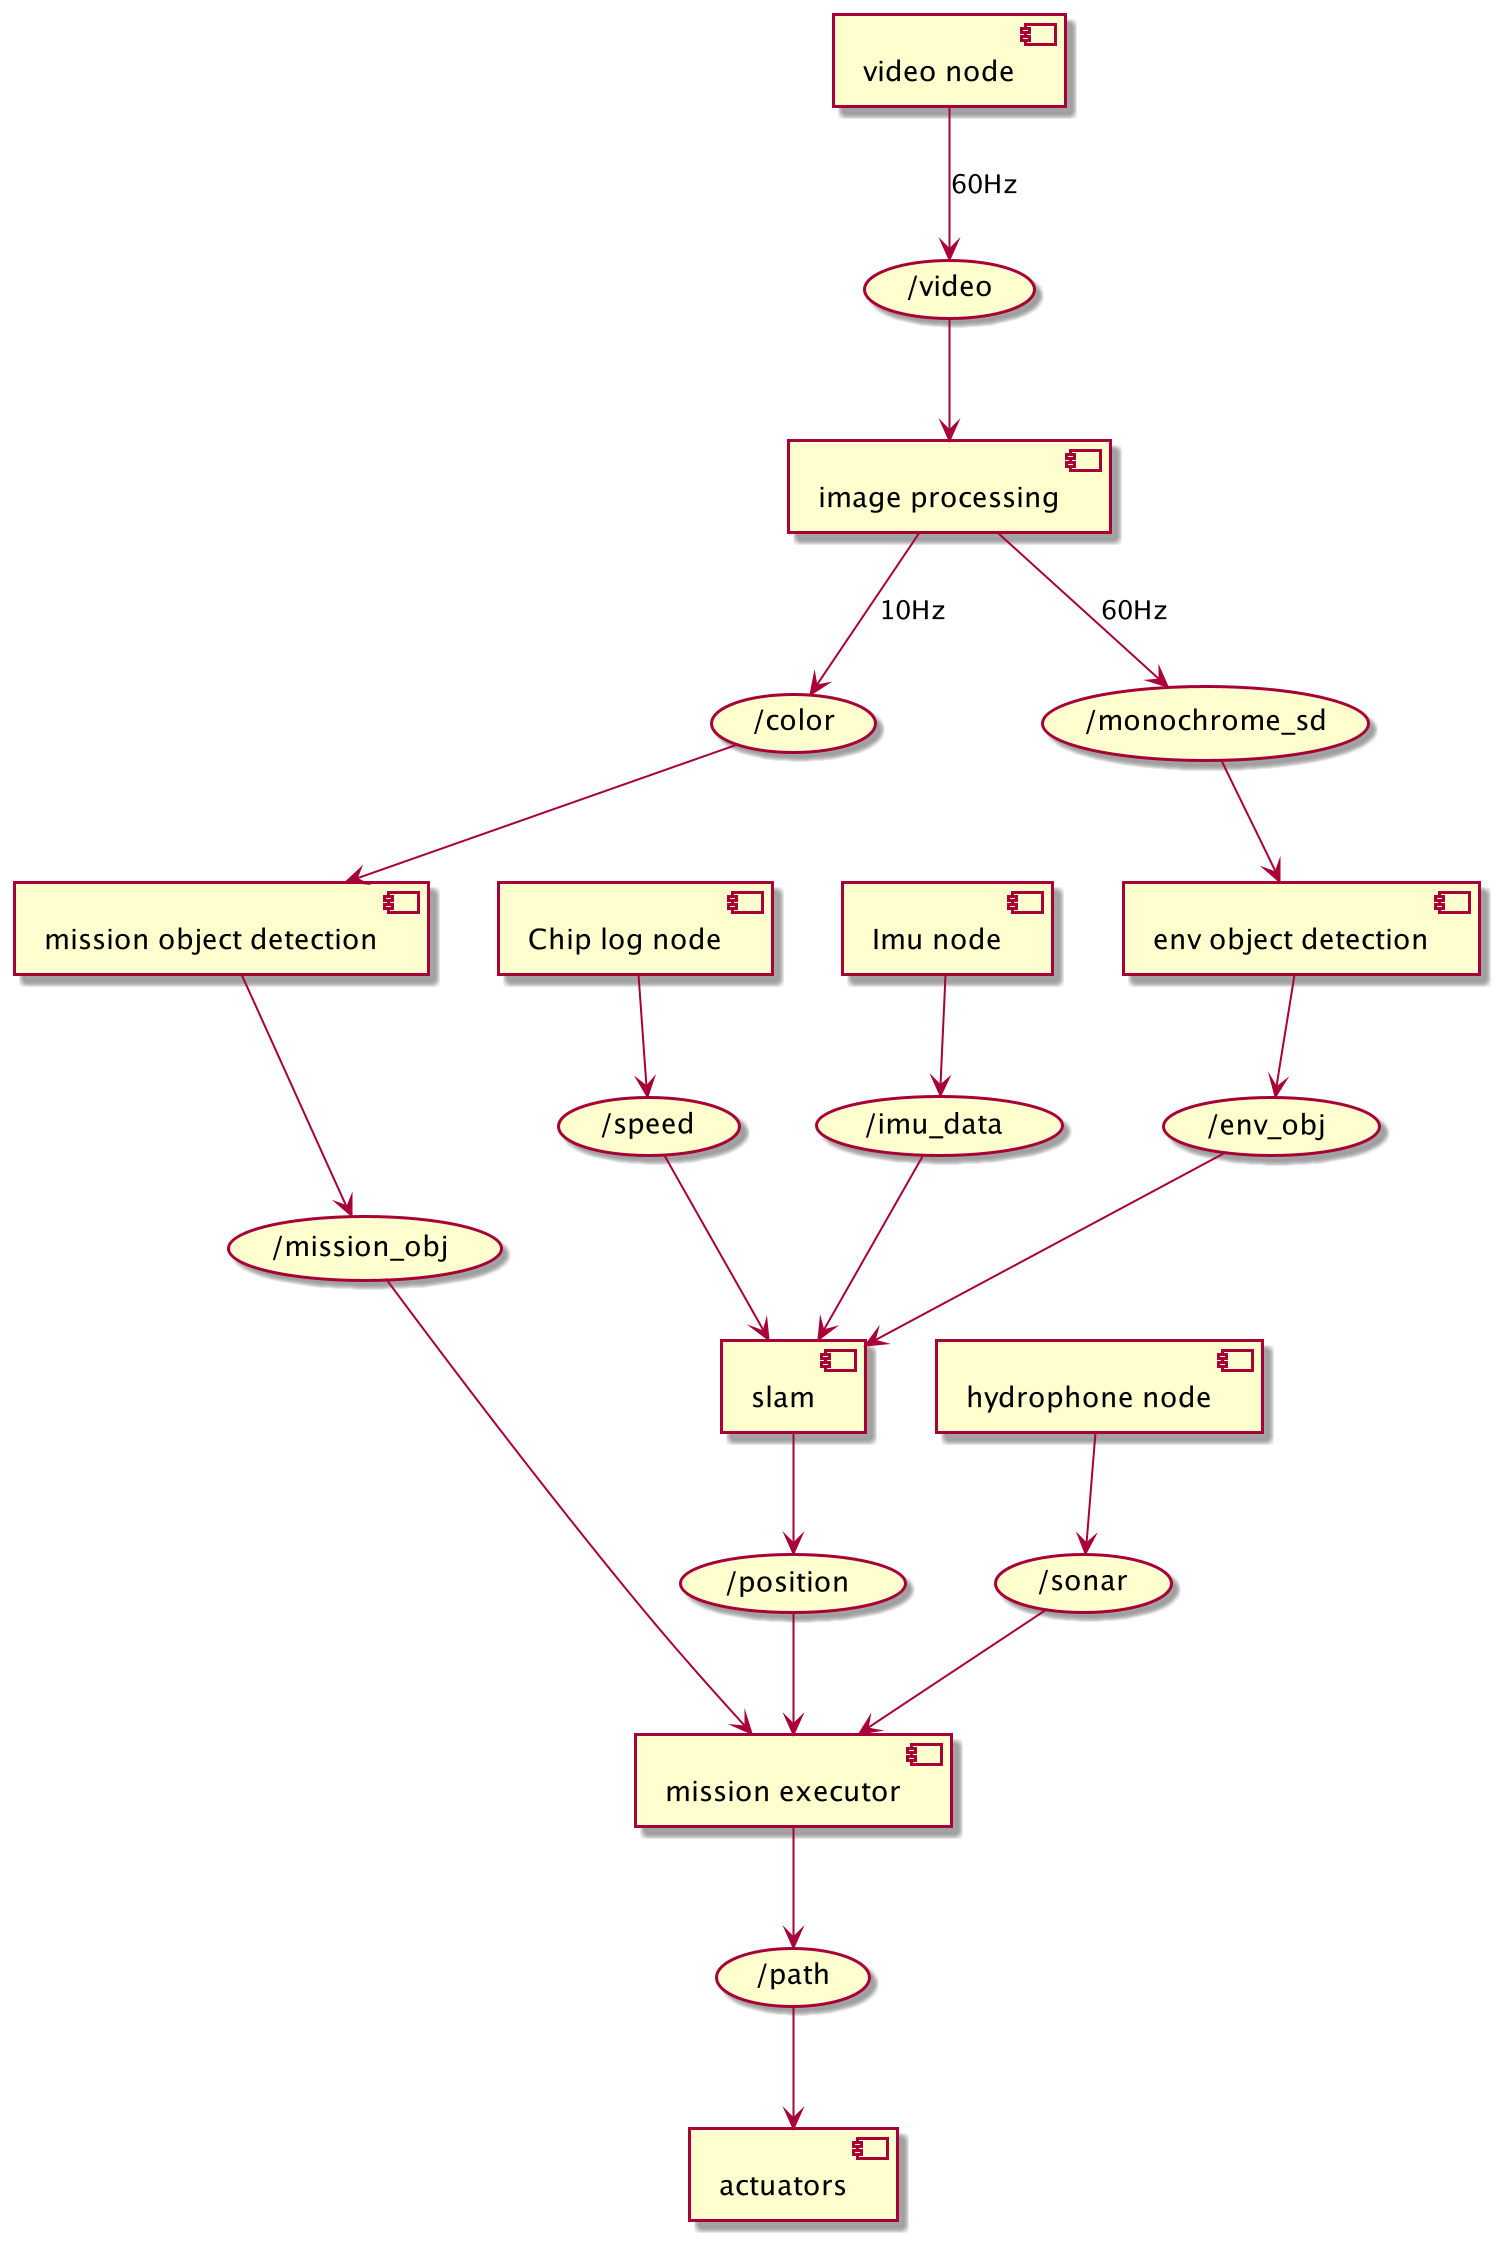 video node
60Hz
/video
image processing
10Hz
60Hz
/color
/monochrome_sd
mission object detection
Chip log node
Imu node
env object detection
/speed
/imu_data
/env_obj
/mission_obj
slam
hydrophone node
/position
/sonar
mission executor
/path
actuators